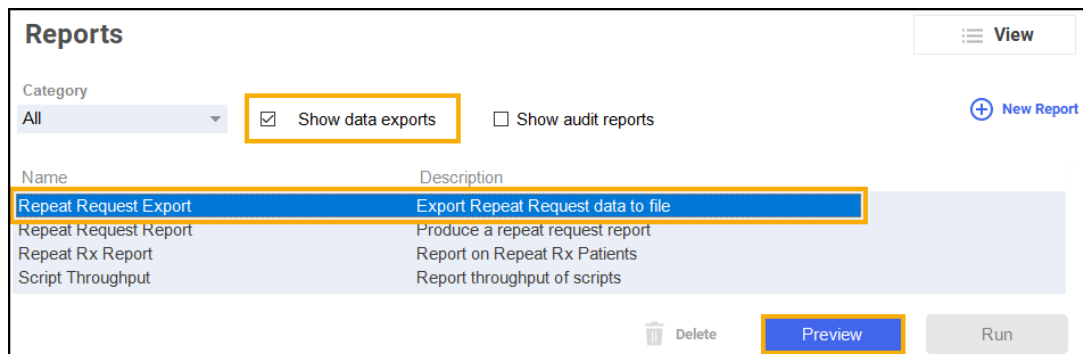 Reports
View
Category
All
Show data exports
Show audit reports
New Report
Name Description
Repeat Request Export Export Repeat Request data to file
Repeat Request Report Produce a repeat request report
Repeat Rx Report Report on Repeat Rx Patients
Script Throughput Report throughput of scripts
Delete Preview Run